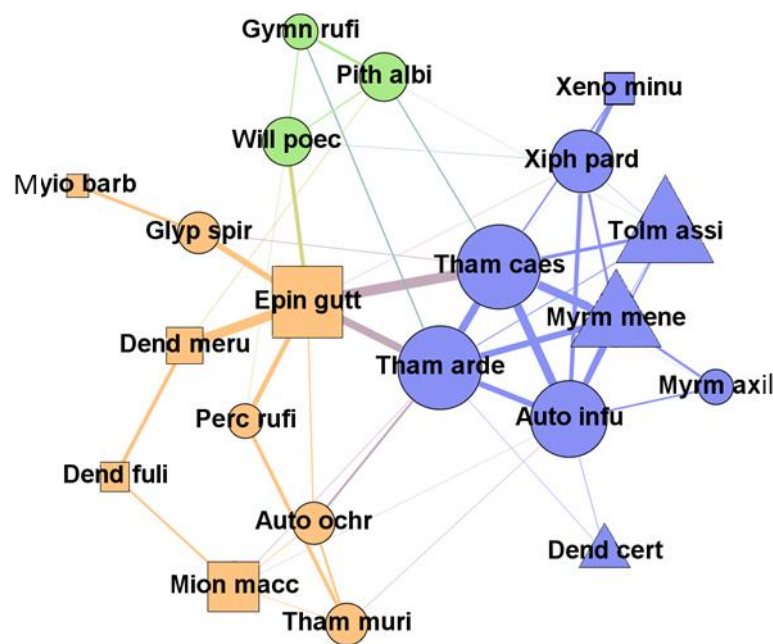 Gymn rufi
Pith albi
Xeno minu
Will poec
Xiph pard
Myio barb
Glyp spir
Tolm assi
Tham caes
Epin gutt
Myrm mene
Dend meru
Tham arde
Myrm axil
Perc rufi
Auto infu
Dend fuli
Auto ochr
Dend cert
Mion macc
Tham muri